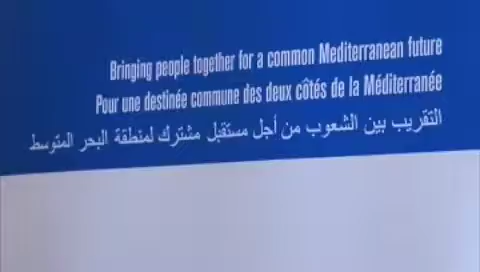 Bringing people together for a common Mediterranean future
Pour une destinée commune des deux côtés de la Méditerranée
التقريب بين الشعوب من أجل مستقبل مشترك لمنطقة البحر المتوسط